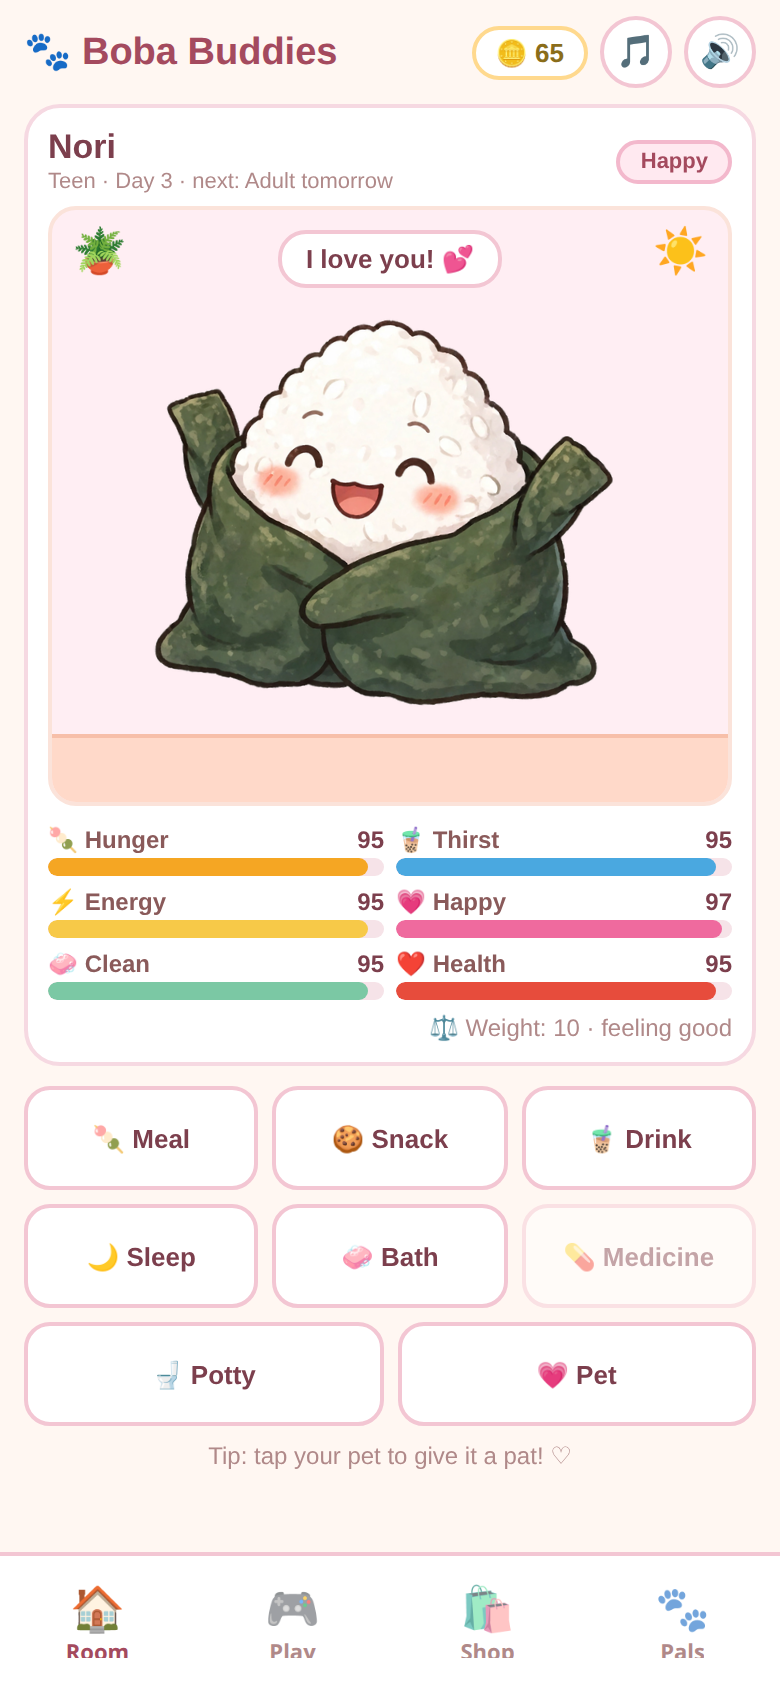 🐾 Boba Buddies
🪙 65
🎵
🔊
Nori
Teen · Day 3 · next: Adult tomorrow
Happy
I love you! 💕
🍡 Hunger 95
🧋 Thirst 95
⚡ Energy 95
💗 Happy 97
🧼 Clean 95
❤️ Health 95
⚖️ Weight: 10 · feeling good
🍡 Meal
🍪 Snack
🧋 Drink
🌙 Sleep
🧼 Bath
💊 Medicine
🚽 Potty
💗 Pet
Tip: tap your pet to give it a pat! ♡
Room
Play
Shop
Pals